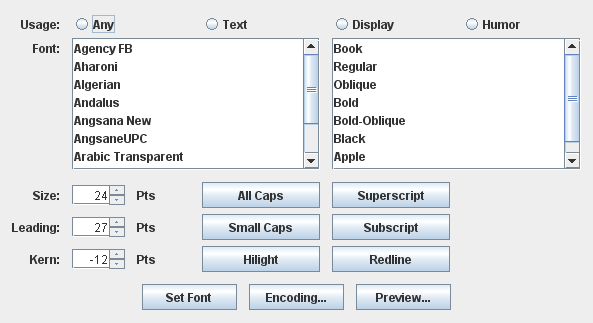 Usage: Any Text Display Humor
Font: Agency FB Book
Aharoni Regular
Algerian Oblique
Andalus Bold
Angsana New Bold-Oblique
AngsaneUPC Black
Arabic Transparent Apple
Size: 24 Pts All Caps Superscript
Leading: 27 Pts Small Caps Subscript
Kern: -12 Pts Hilight Redline
Set Font Encoding... Preview...